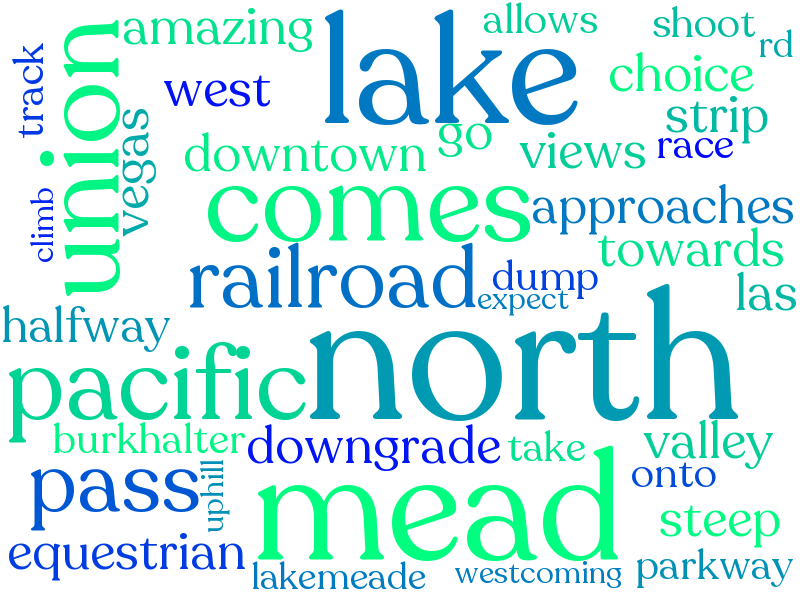 amazing
lake
allows
shoot
rd
track
union
west
choice
strip
vegas
go
downtown
views
race
climb
comes
approaches
towards
railroad
dump
expect
las
halfway
north
pacific
burkhalter
downgrade
take
valley
pass
uphill
mead
onto
steep
equestrian
lakemeade
westcoming
parkway